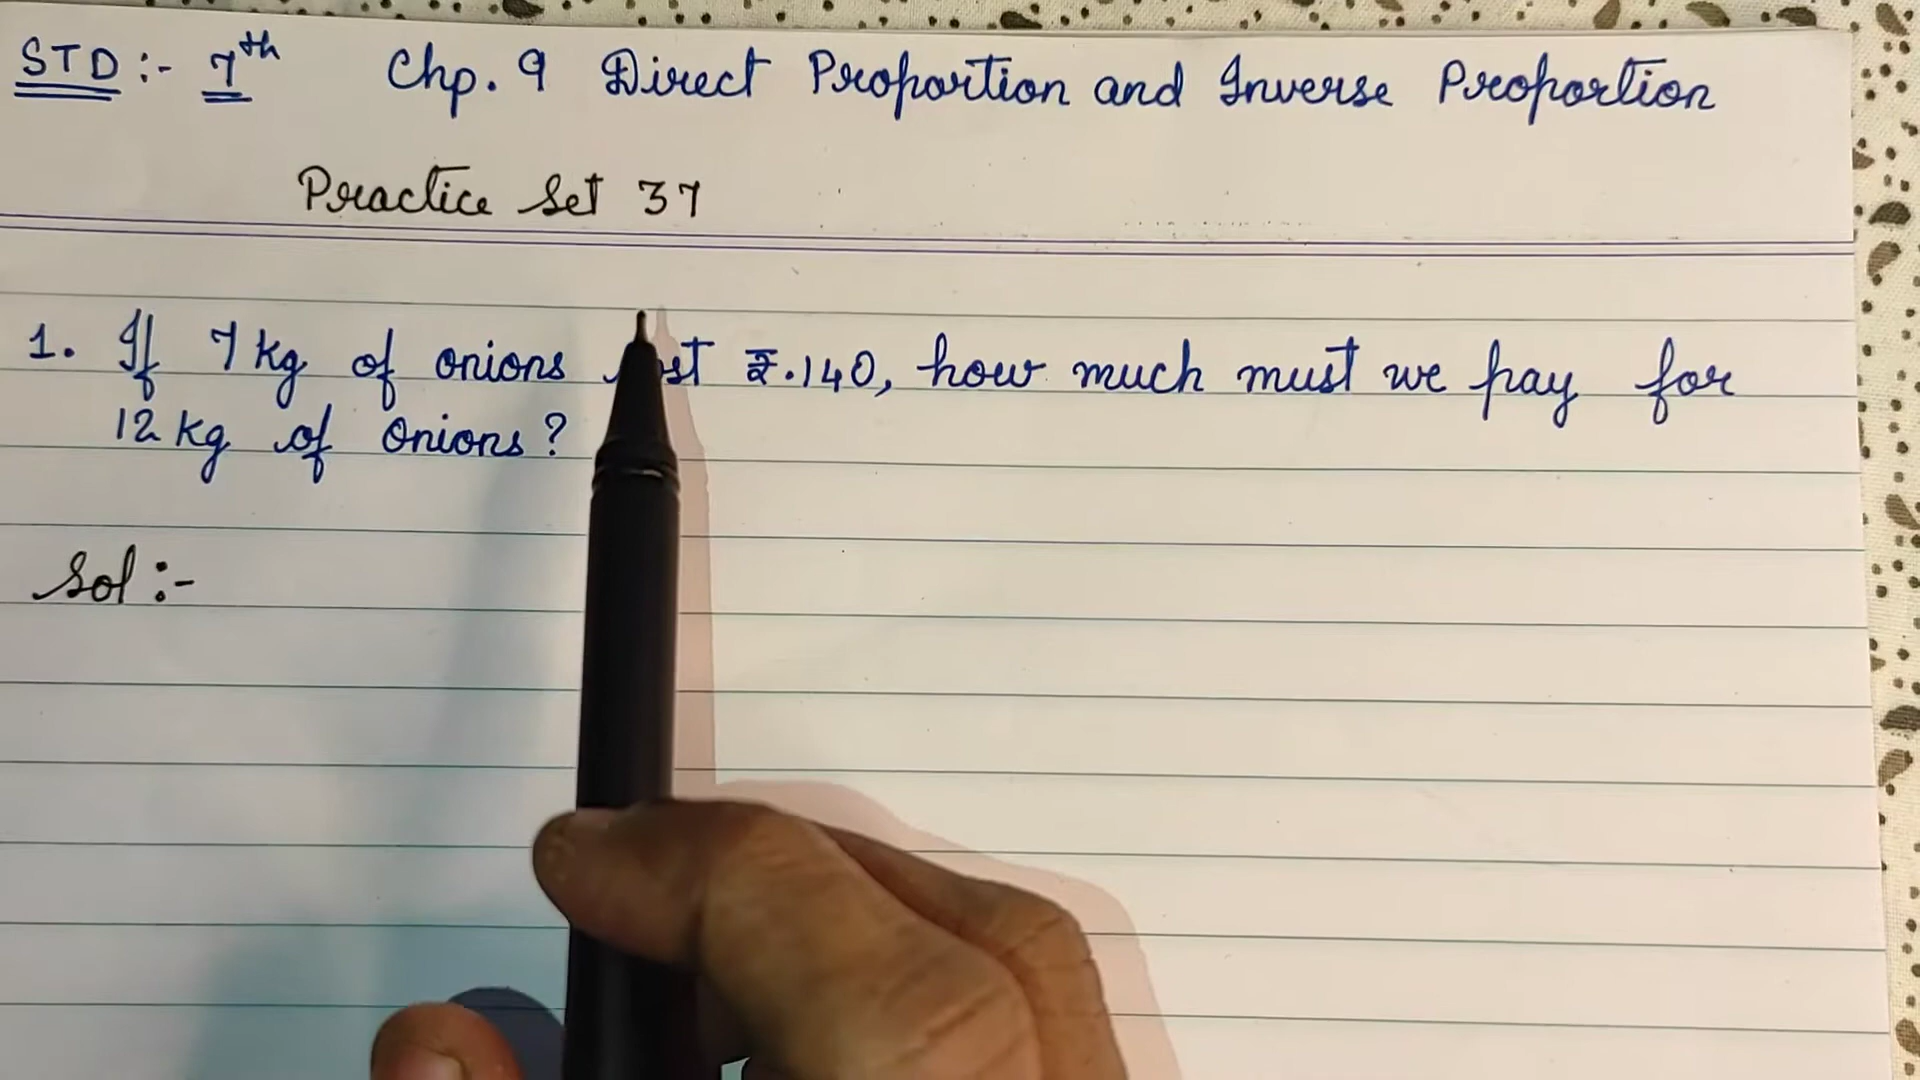 STD :- 7th Chp. 9 Direct Proportion and Inverse Proportion
Practice Set 37
1. If 7 kg of onions cost ₹.140, how much must we pay for
12 kg of onions?
Sol :-